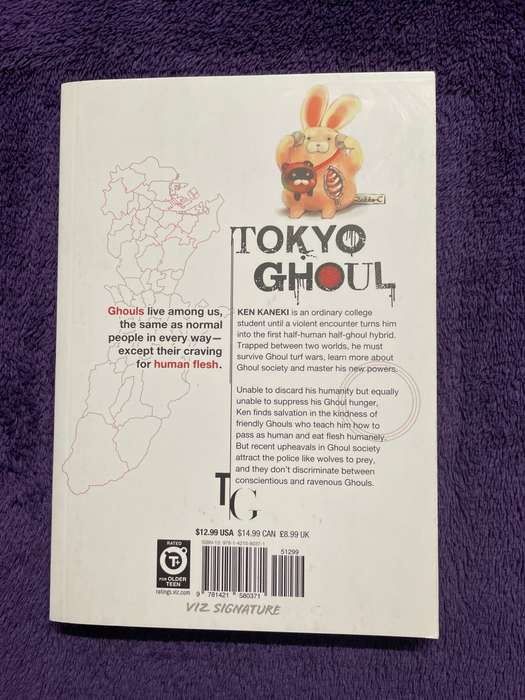 TOKYO
GHOUL
Ghouls live among us,
the same as normal
people in every way—
except their craving
for human flesh.
KEN KANEKI is an ordinary college
student until a violent encounter turns him
into the first half-human half-ghoul hybrid.
Trapped between two worlds, he must
survive Ghoul turf wars, learn more about
Ghoul society and master his new powers.
Unable to discard his humanity but equally
unable to suppress his Ghoul hunger,
Ken finds salvation in the kindness of
friendly Ghouls who teach him how to
pass as human and eat flesh humanely.
But recent upheavals in Ghoul society
attract the police like wolves to prey,
and they don't discriminate between
conscientious and ravenous Ghouls.
TG
$12.99 USA $14.99 CAN £8.99 UK
RATED
T+
FOR OLDER
TEEN
ratings.viz.com
ISBN-13: 978-1-4215-8037-1
51299
9 781421 580371
VIZ SIGNATURE